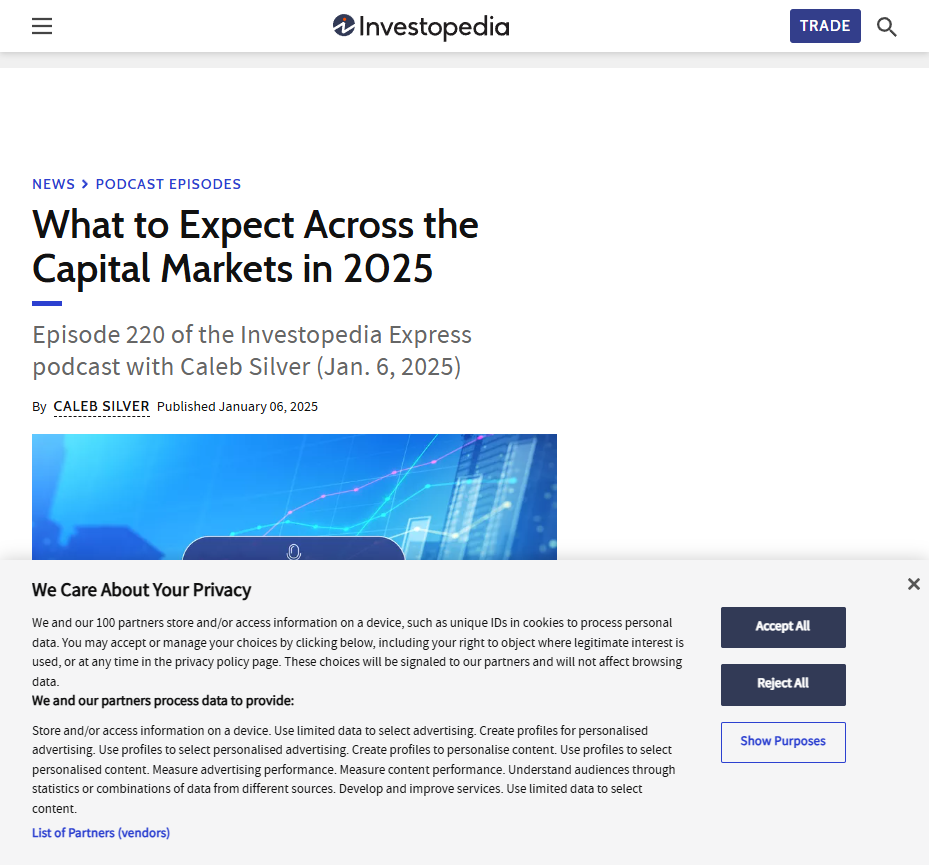 Investopedia
TRADE
NEWS > PODCAST EPISODES
What to Expect Across the
Capital Markets in 2025
Episode 220 of the Investopedia Express
podcast with Caleb Silver (Jan. 6, 2025)
By CALEB SILVER Published January 06, 2025
We Care About Your Privacy
We and our 100 partners store and/or access information on a device, such as unique IDs in cookies to process personal
data. You may accept or manage your choices by clicking below, including your right to object where legitimate interest is
used, or at any time in the privacy policy page. These choices will be signaled to our partners and will not affect browsing
data.
We and our partners process data to provide:
Store and/or access information on a device. Use limited data to select advertising. Create profiles for personalised
advertising. Use profiles to select personalised advertising. Create profiles to personalise content. Use profiles to select
personalised content. Measure advertising performance. Measure content performance. Understand audiences through
statistics or combinations of data from different sources. Develop and improve services. Use limited data to select
content.
List of Partners (vendors)
Accept All
Reject All
Show Purposes